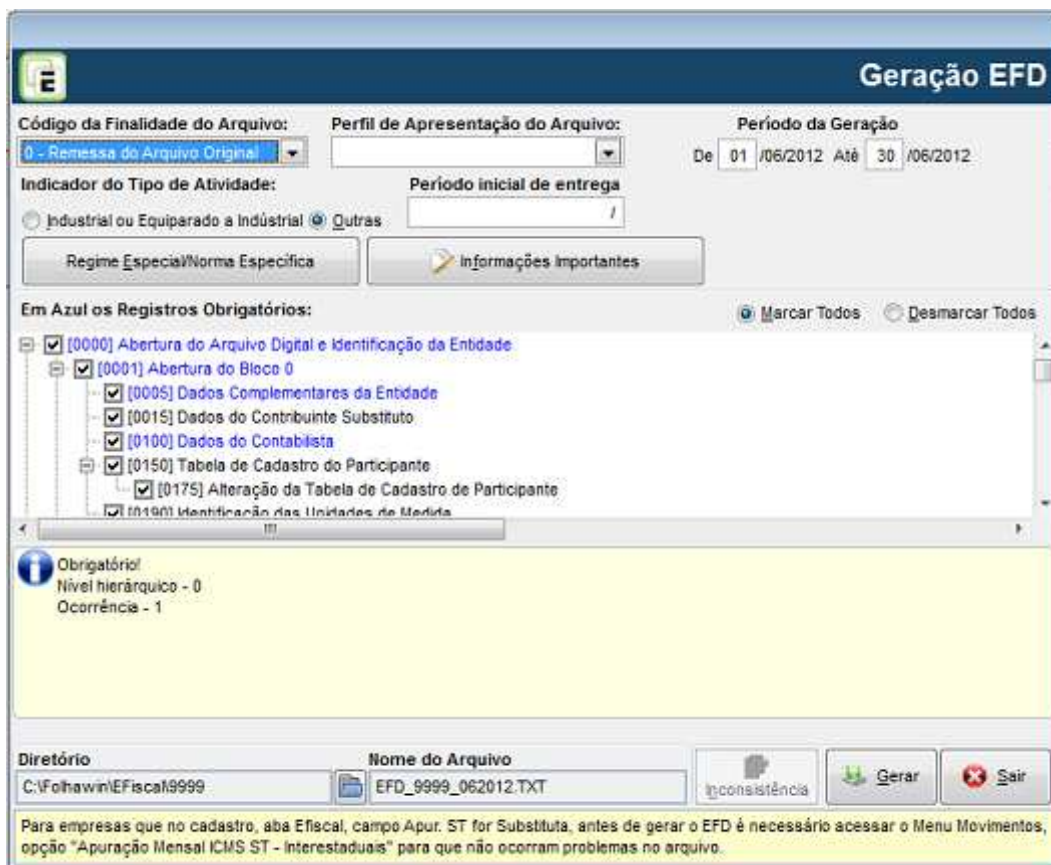 E
Geração EFD
Código da Finalidade do Arquivo:
Perfil de Apresentação do Arquivo:
Período da Geração
0 - Remessa do Arquivo Original
De 01 /06/2012 Até 30 /06/2012
Indicador do Tipo de Atividade:
Período inicial de entrega
/
Industrial ou Equiparado a Indústrial
Outras
Regime Especial/Norma Específica
Informações Importantes
Em Azul os Registros Obrigatórios:
Marcar Todos
Desmarcar Todos
[0000] Abertura do Arquivo Digital e Identificação da Entidade
[0001] Abertura do Bloco 0
[0005] Dados Complementares da Entidade
[0015] Dados do Contribuinte Substituto
[0100] Dados do Contabilista
[0150] Tabela de Cadastro do Participante
[0175] Alteração da Tabela de Cadastro de Participante
[0190] Identificação das Unidades de Medida
Obrigatório!
Nível hierárquico - 0
Ocorrência - 1
Diretório
Nome do Arquivo
C:\Folhawin\EFiscal\9999
EFD_9999_062012.TXT
Inconsistência
Gerar
Sair
Para empresas que no cadastro, aba Efiscal, campo Apur. ST for Substituta, antes de gerar o EFD é necessário acessar o Menu Movimentos,
opção "Apuração Mensal ICMS ST - Interestaduais" para que não ocorram problemas no arquivo.